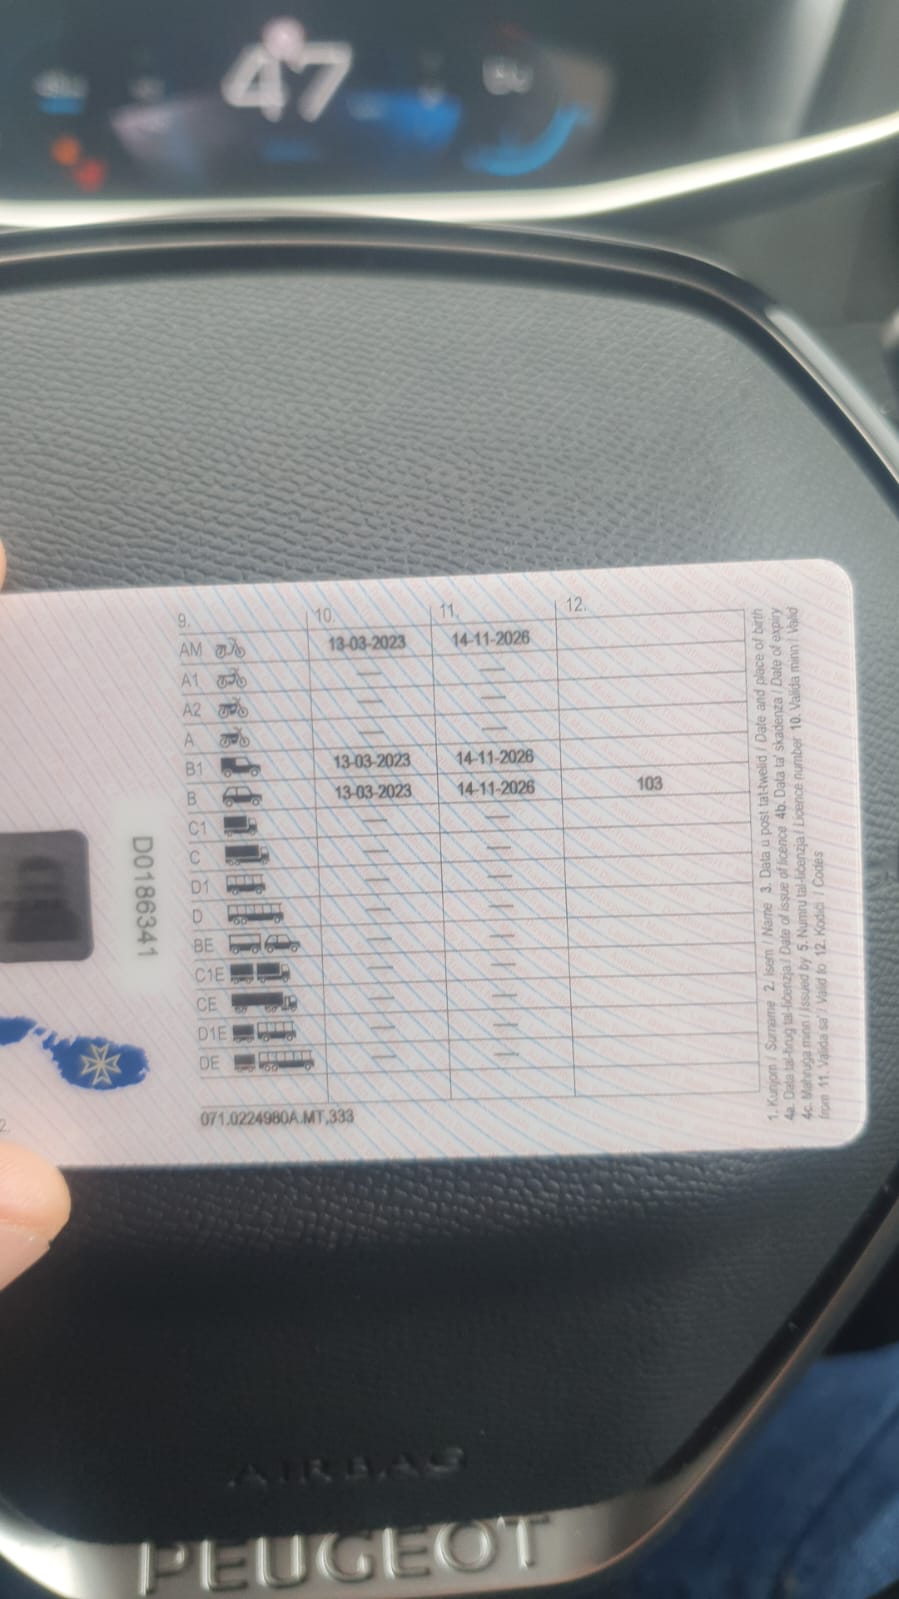 47
9. 10. 11. 12.
AM 13-03-2023 14-11-2026
A1 — —
A2 — —
A — —
B1 13-03-2023 14-11-2026
B 13-03-2023 14-11-2026 103
C1 — —
C — —
D1 — —
D — —
BE — —
C1E — —
CE — —
D1E — —
DE — —
071.0224980A.MT,333
D0186341
2.
1. Kunjom / Surname 2. Isem / Name 3. Data u post tat-twelid / Date and place of birth
4a. Data tal-ħruġ tal-liċenzja / Date of issue of licence 4b. Data ta' skadenza / Date of expiry
4c. Maħruġa minn / Issued by 5. Numru tal-liċenzja / Licence number 10. Valida minn / Valid
from 11. Valida sa' / Valid to 12. Kodiċi / Codes
AIRBAG
PEUGEOT